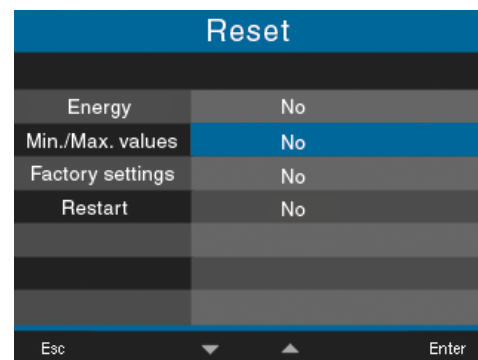 Reset
Energy No
Min./Max. values No
Factory settings No
Restart No
Esc Enter